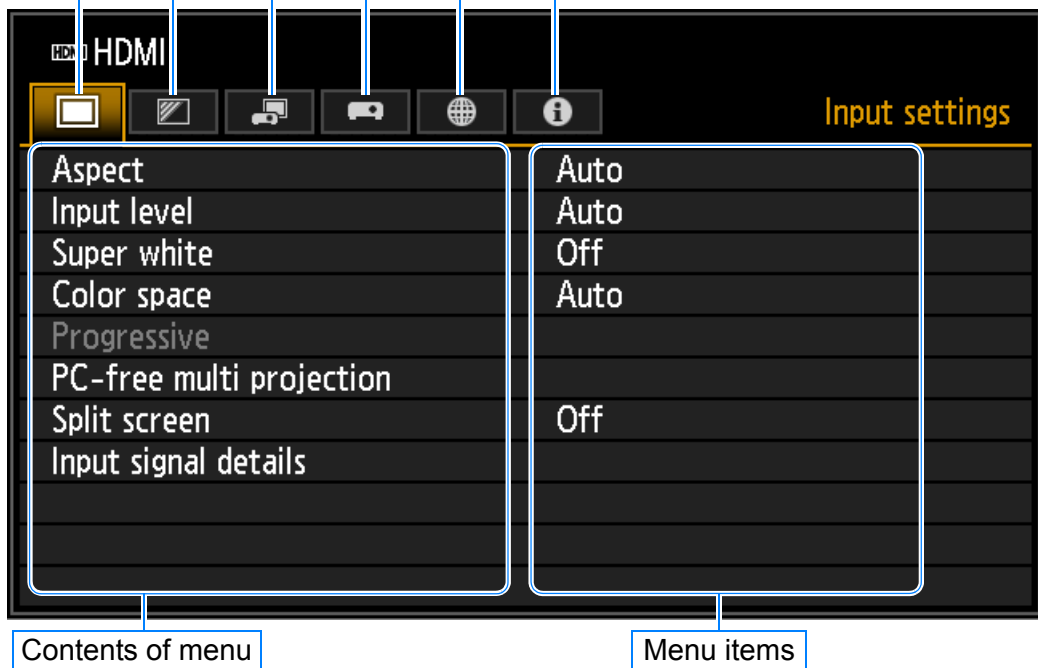 HDMI HDMI
Input settings
Aspect Auto
Input level Auto
Super white Off
Color space Auto
Progressive
PC-free multi projection
Split screen Off
Input signal details
Contents of menu Menu items